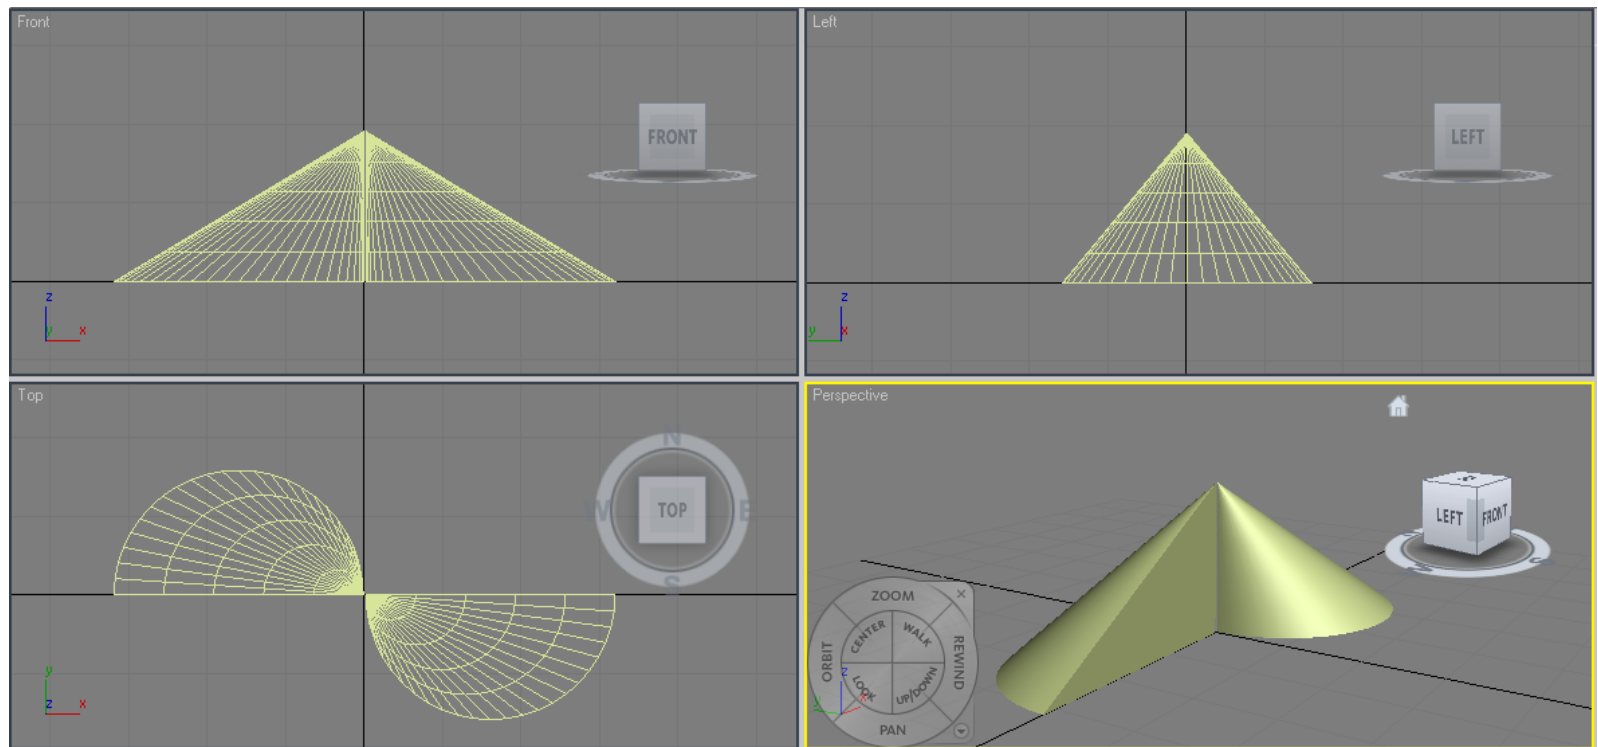 Front
FRONT
z
y x
Left
LEFT
z
y x
Top
N
W TOP E
S
y
z x
Perspective
LEFT FRONT
ZOOM
CENTER WALK
ORBIT REWIND
LOOK UP/DOWN
PAN
z
y x